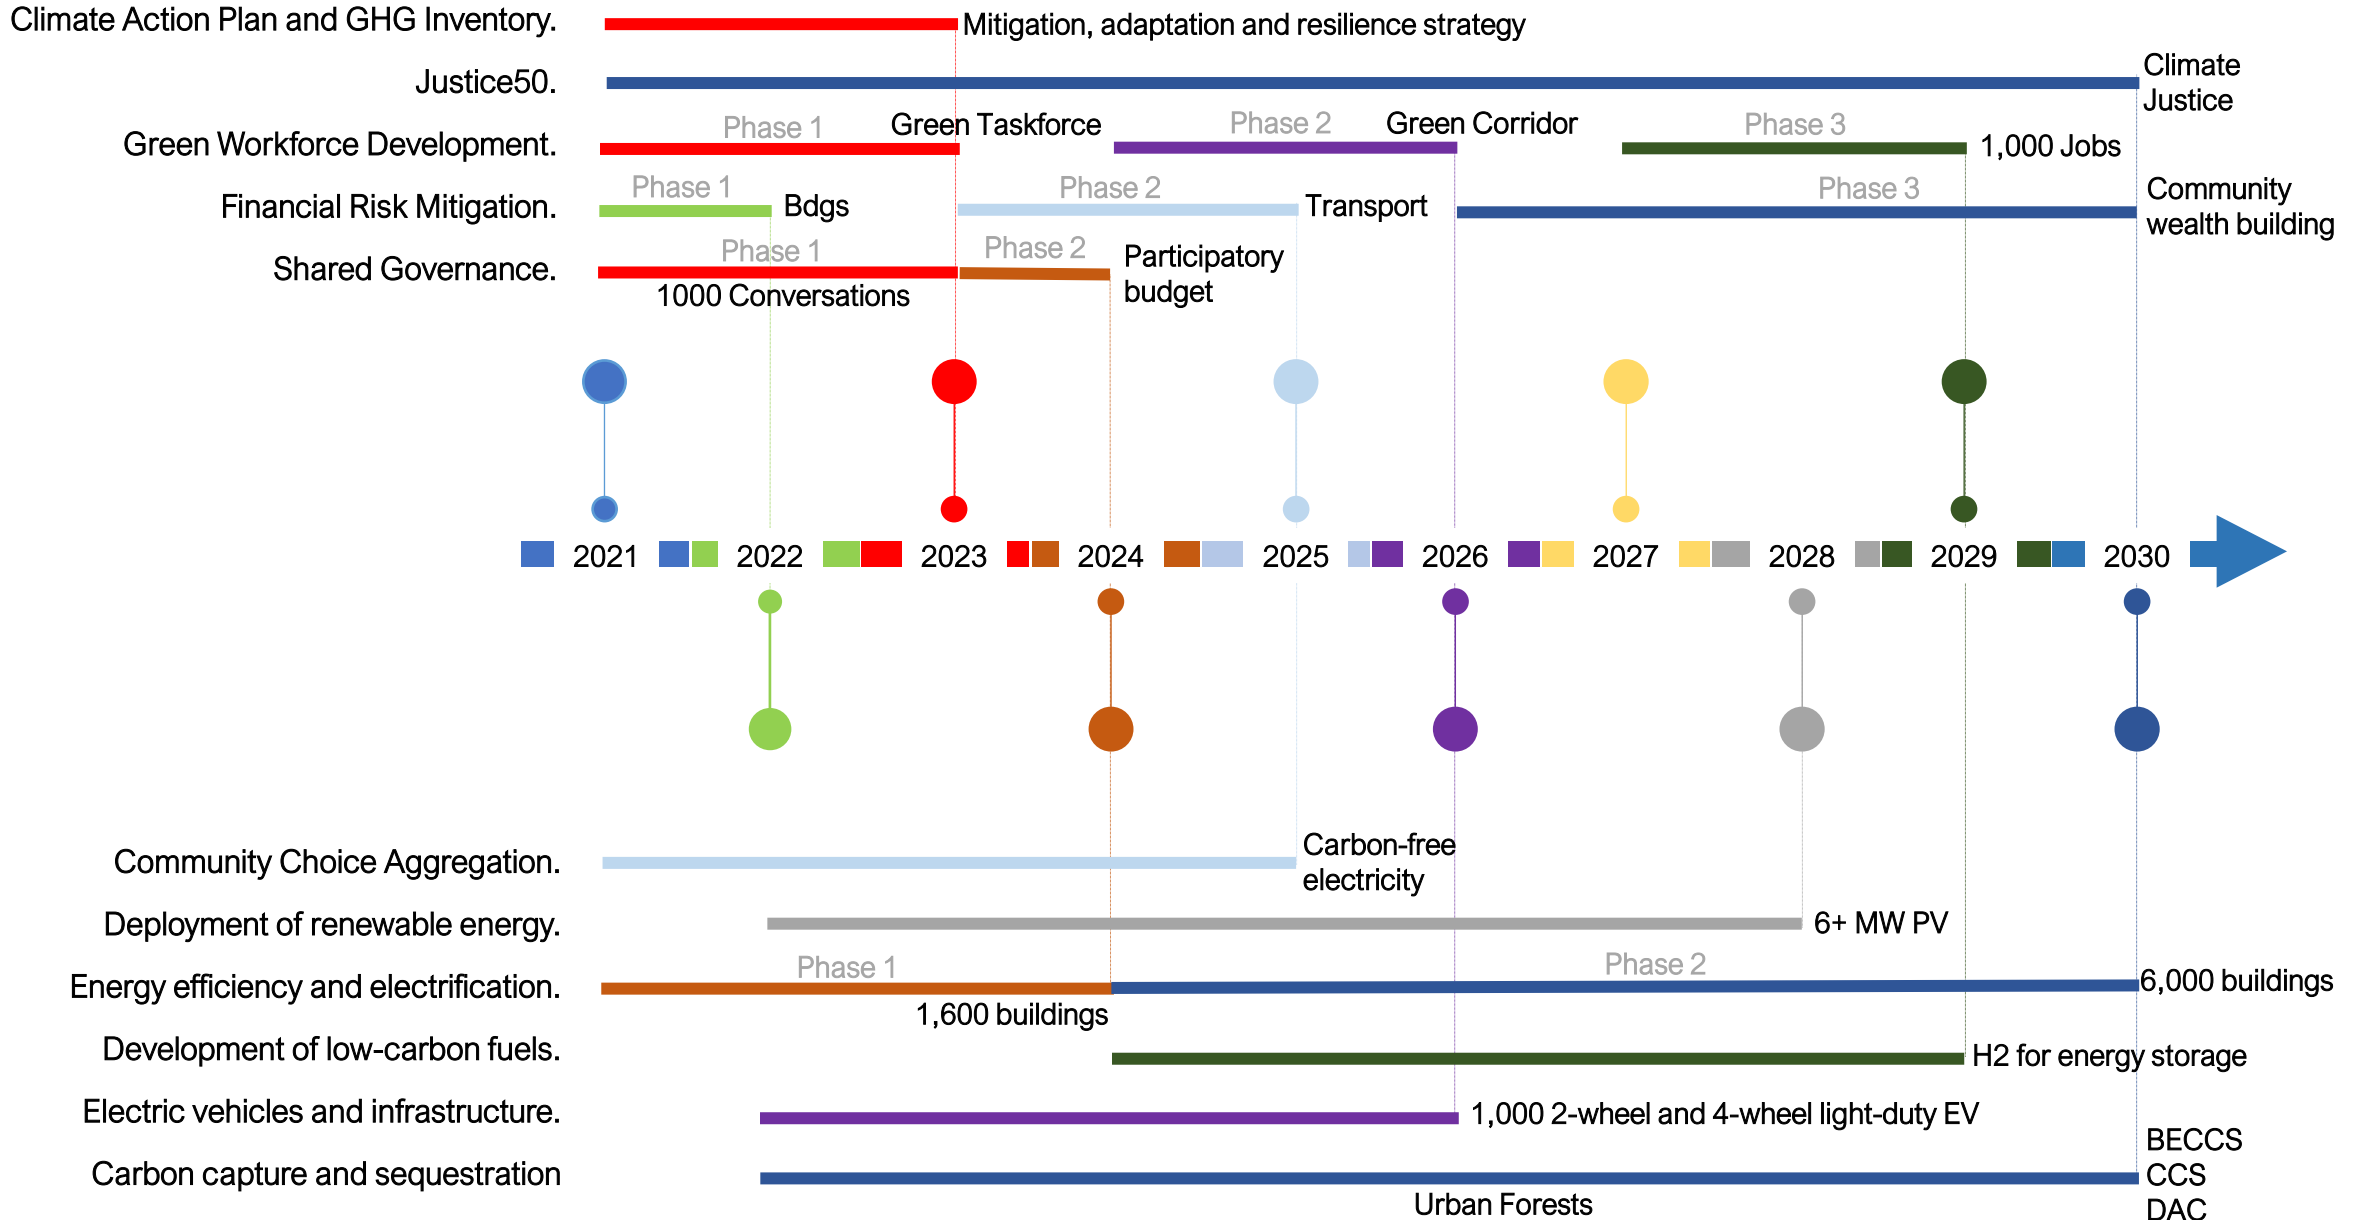 Climate Action Plan and GHG Inventory.
Mitigation, adaptation and resilience strategy
Justice50.
Climate
Justice
Green Workforce Development.
Phase 1
Green Taskforce
Phase 2
Green Corridor
Phase 3
1,000 Jobs
Financial Risk Mitigation.
Phase 1
Bdgs
Phase 2
Transport
Phase 3
Community
wealth building
Shared Governance.
Phase 1
1000 Conversations
Phase 2
Participatory
budget
2021
2022
2023
2024
2025
2026
2027
2028
2029
2030
Community Choice Aggregation.
Carbon-free
electricity
Deployment of renewable energy.
6+ MW PV
Energy efficiency and electrification.
Phase 1
1,600 buildings
Phase 2
6,000 buildings
Development of low-carbon fuels.
H2 for energy storage
Electric vehicles and infrastructure.
1,000 2-wheel and 4-wheel light-duty EV
Carbon capture and sequestration
Urban Forests
BECCS
CCS
DAC